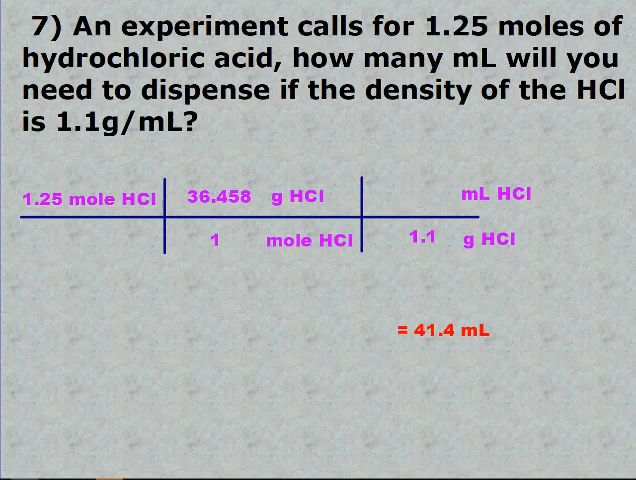 7) An experiment calls for 1.25 moles of
hydrochloric acid, how many mL will you
need to dispense if the density of the HCl
is 1.1g/mL?
1.25 mole HCl 36.458 g HCl mL HCl
1 mole HCl 1.1 g HCl
= 41.4 mL